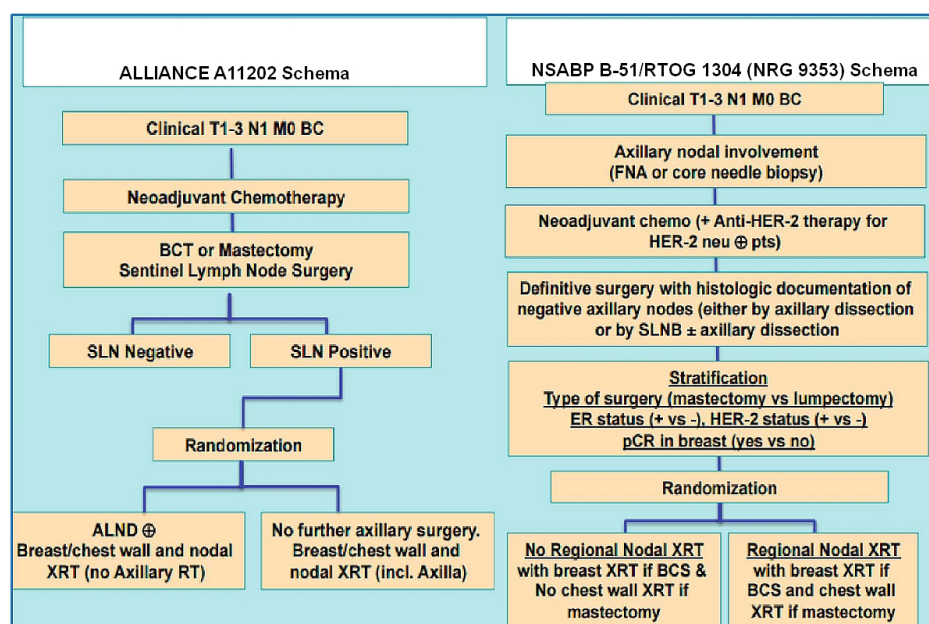 ALLIANCE A11202 Schema
Clinical T1-3 N1 M0 BC
Neoadjuvant Chemotherapy
BCT or Mastectomy
Sentinel Lymph Node Surgery
SLN Negative
SLN Positive
Randomization
ALND ⊕
Breast/chest wall and nodal
XRT (no Axillary RT)
No further axillary surgery.
Breast/chest wall and
nodal XRT (incl. Axilla)
NSABP B-51/RTOG 1304 (NRG 9353) Schema
Clinical T1-3 N1 M0 BC
Axillary nodal involvement
(FNA or core needle biopsy)
Neoadjuvant chemo (+ Anti-HER-2 therapy for
HER-2 neu ⊕ pts)
Definitive surgery with histologic documentation of
negative axillary nodes (either by axillary dissection
or by SLNB ± axillary dissection
Stratification
Type of surgery (mastectomy vs lumpectomy)
ER status (+ vs -), HER-2 status (+ vs -)
pCR in breast (yes vs no)
Randomization
No Regional Nodal XRT
with breast XRT if BCS &
No chest wall XRT if
mastectomy
Regional Nodal XRT
with breast XRT if
BCS and chest wall
XRT if mastectomy